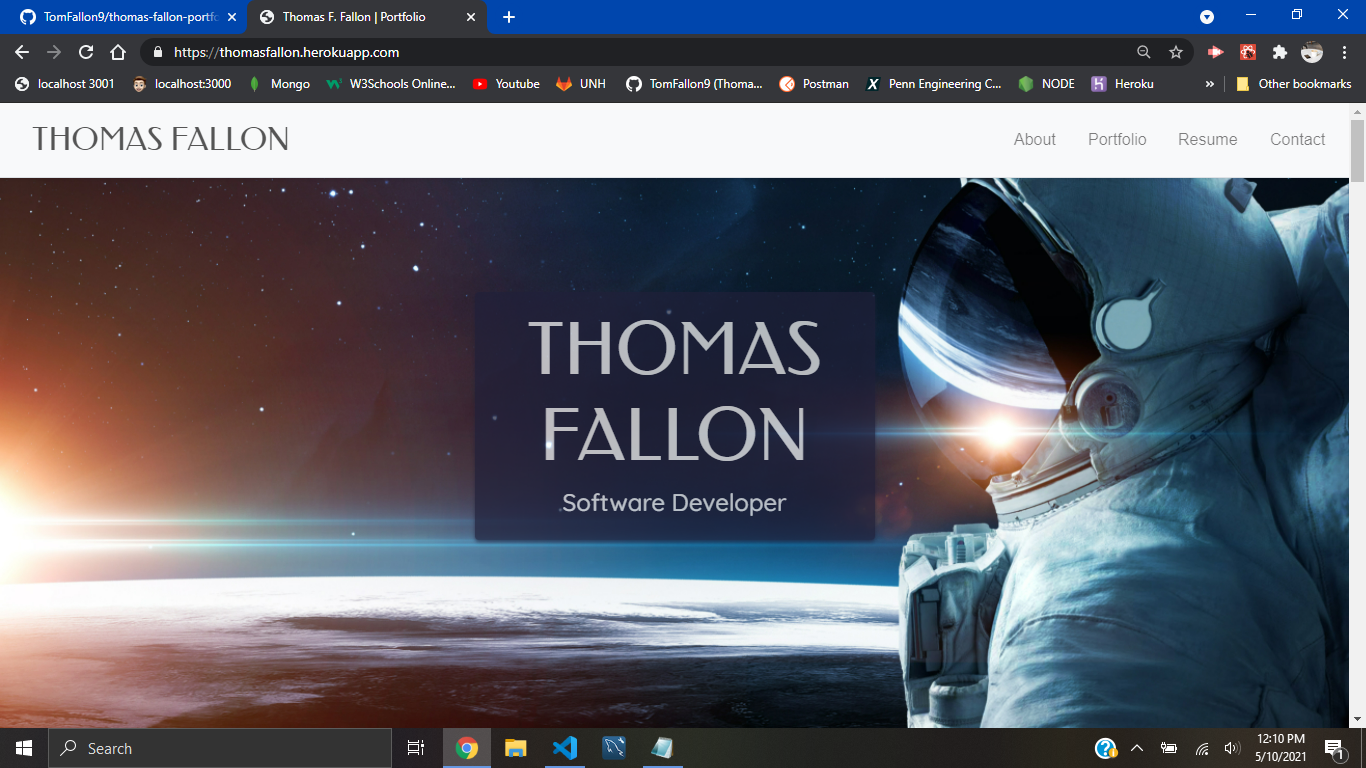 TomFallon9/thomas-fallon-portfo
Thomas F. Fallon | Portfolio
https://thomasfallon.herokuapp.com
localhost 3001
localhost:3000
Mongo
W3Schools Online...
Youtube
UNH
TomFallon9 (Thoma...
Postman
Penn Engineering C...
NODE
Heroku
»
Other bookmarks
THOMAS FALLON
About
Portfolio
Resume
Contact
THOMAS
FALLON
Software Developer
Search
12:10 PM
5/10/2021
1